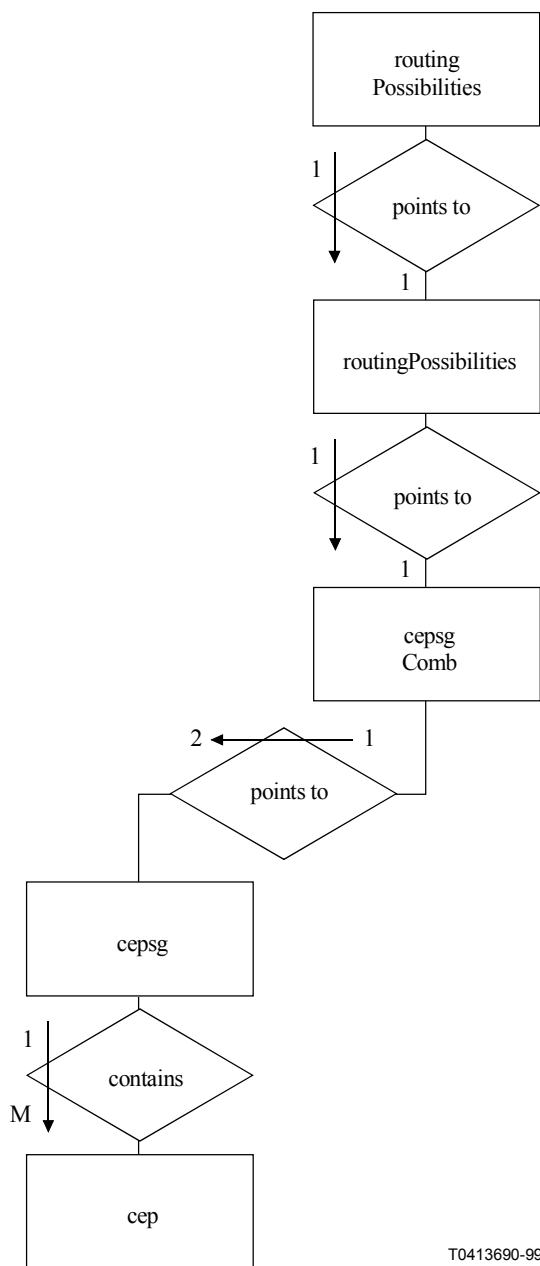 routing
Possibilities
1
points to
1
routingPossibilities
1
points to
1
cepsg
Comb
2
1
points to
cepsg
1
contains
M
cep
T0413690-99